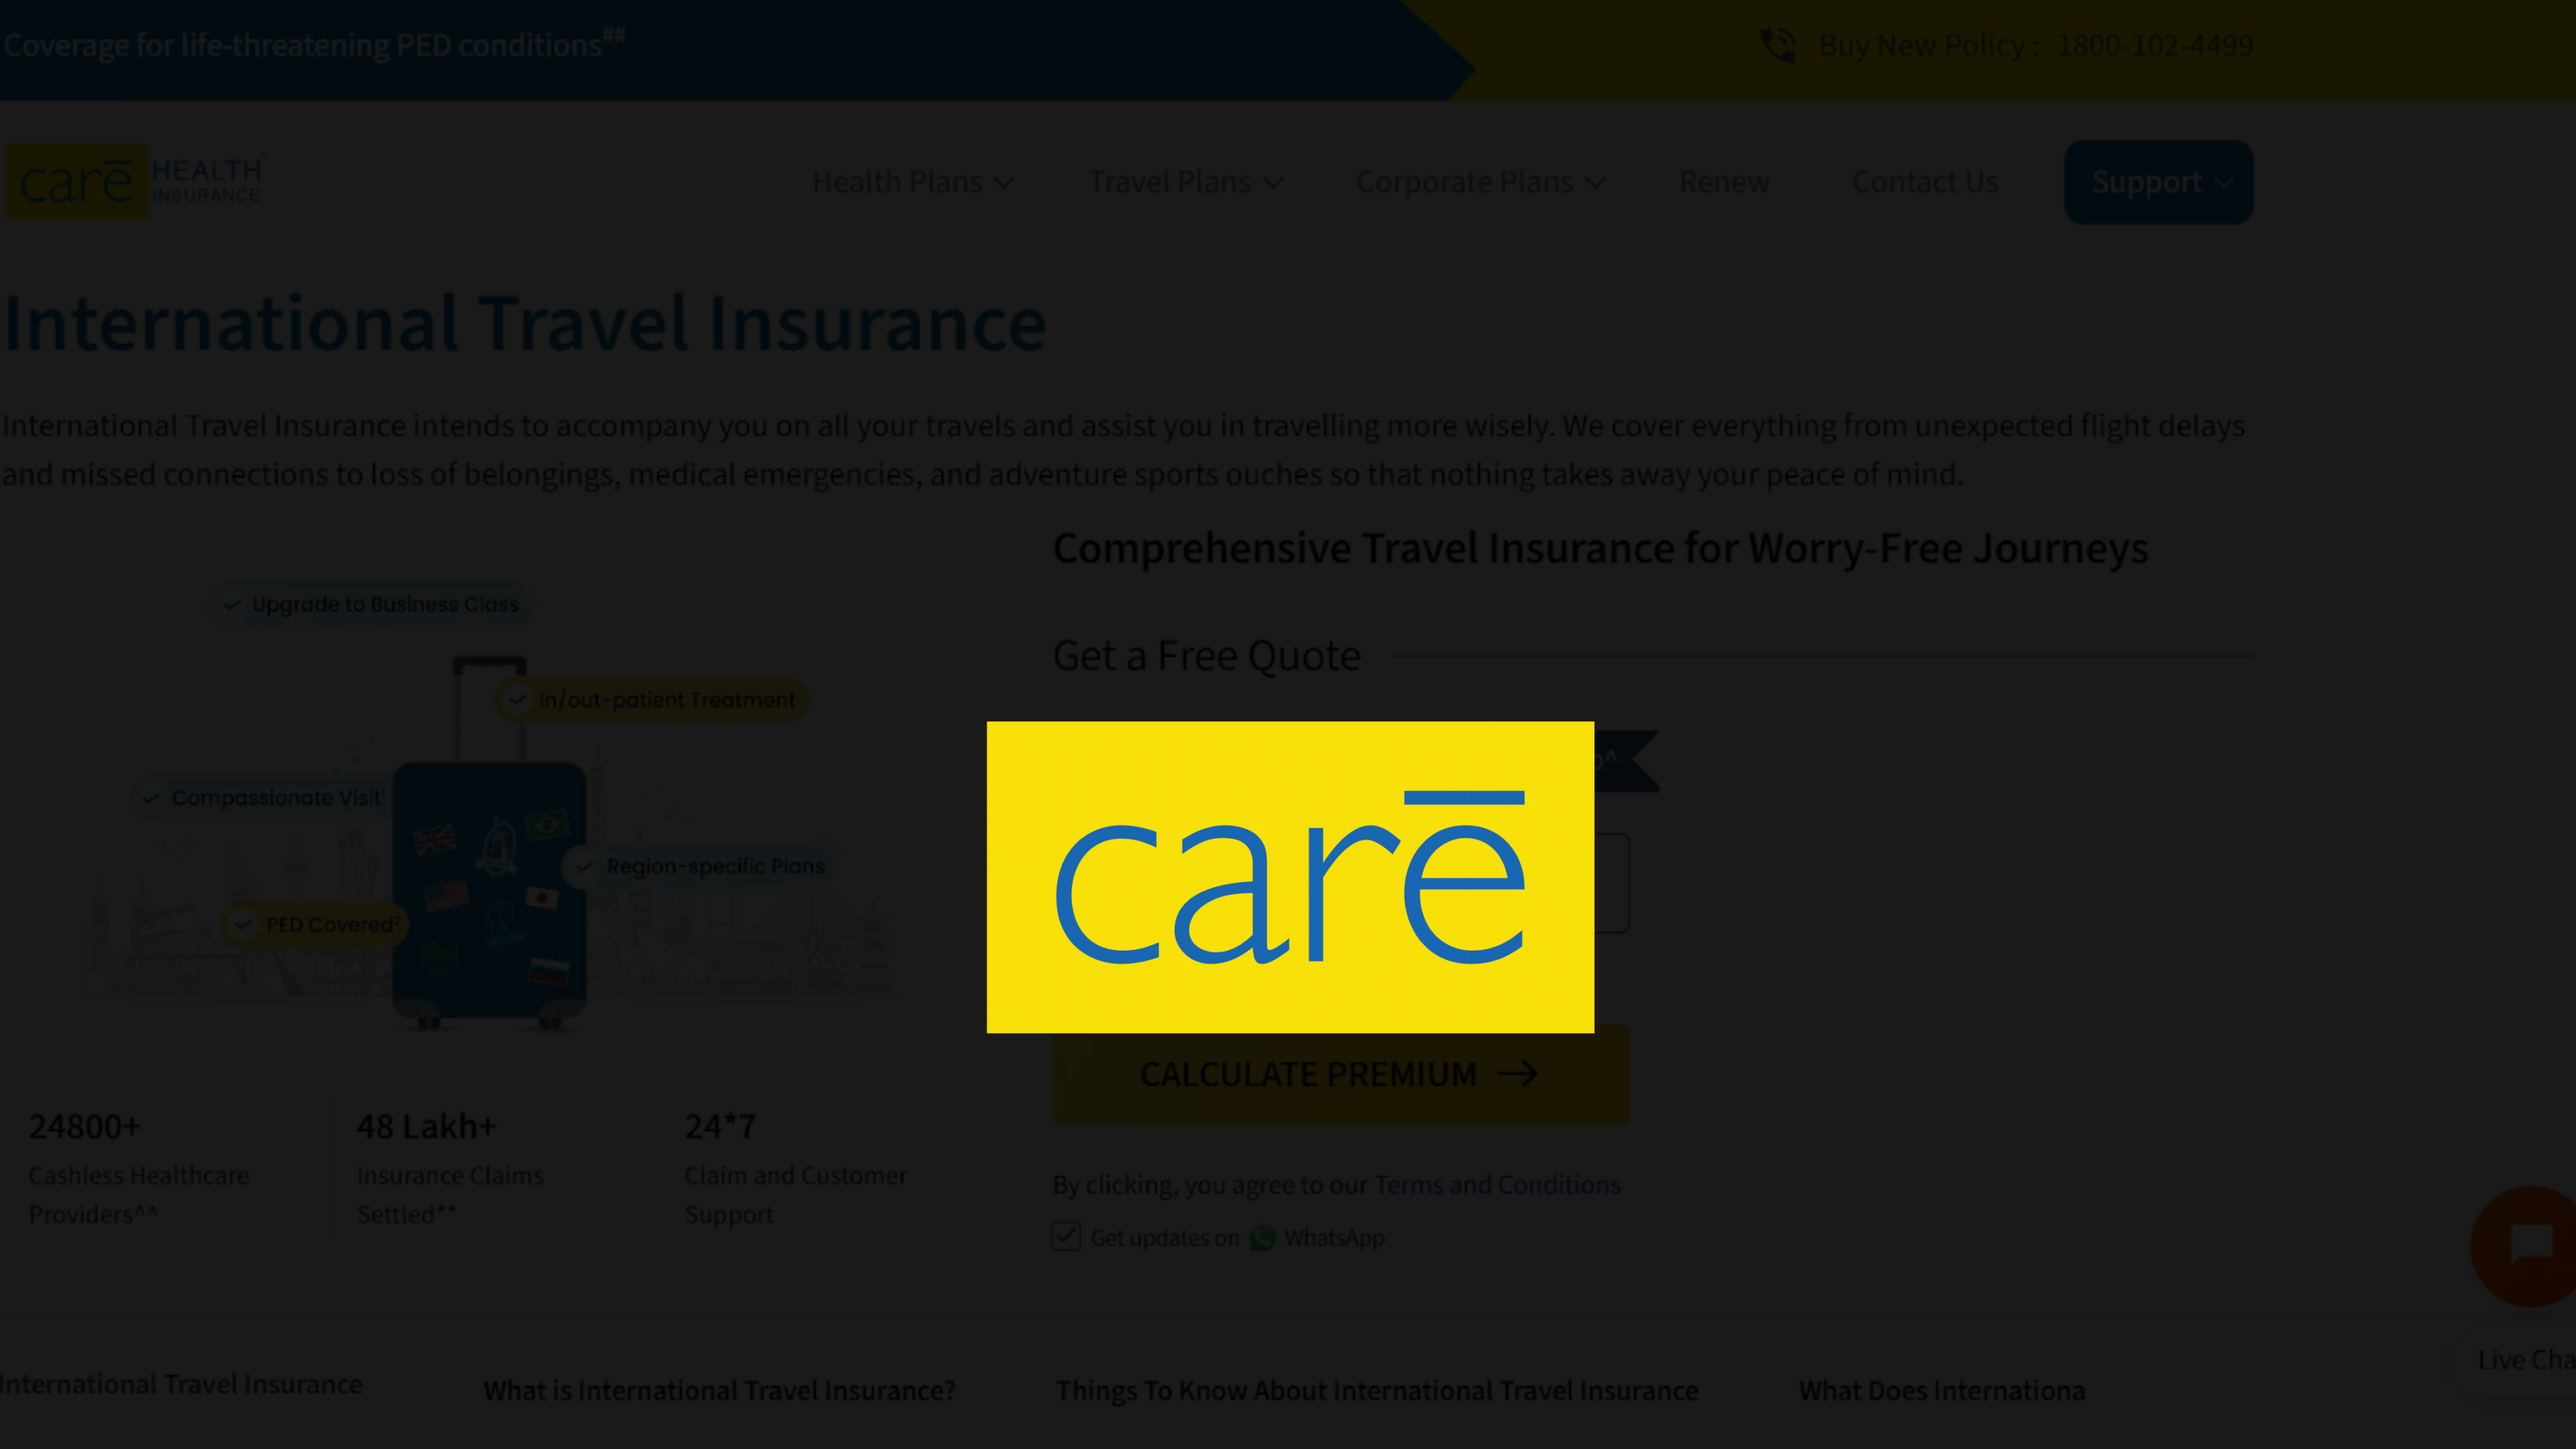 Coverage for life-threatening PED conditions##
Buy New Policy : 1800-102-4499
carē HEALTH INSURANCE
Health Plans
Travel Plans
Corporate Plans
Renew
Contact Us
Support
International Travel Insurance
International Travel Insurance intends to accompany you on all your travels and assist you in travelling more wisely. We cover everything from unexpected flight delays
and missed connections to loss of belongings, medical emergencies, and adventure sports ouches so that nothing takes away your peace of mind.
Comprehensive Travel Insurance for Worry-Free Journeys
Upgrade to Business Class
In/out-patient Treatment
Compassionate Visit¹
Region-specific Plans
PED Covered²
Get a Free Quote
carē
CALCULATE PREMIUM
24800+
Cashless Healthcare
Providers^^
48 Lakh+
Insurance Claims
Settled**
24*7
Claim and Customer
Support
By clicking, you agree to our Terms and Conditions
Get updates on WhatsApp
Live Cha
International Travel Insurance
What is International Travel Insurance?
Things To Know About International Travel Insurance
What Does Internationa